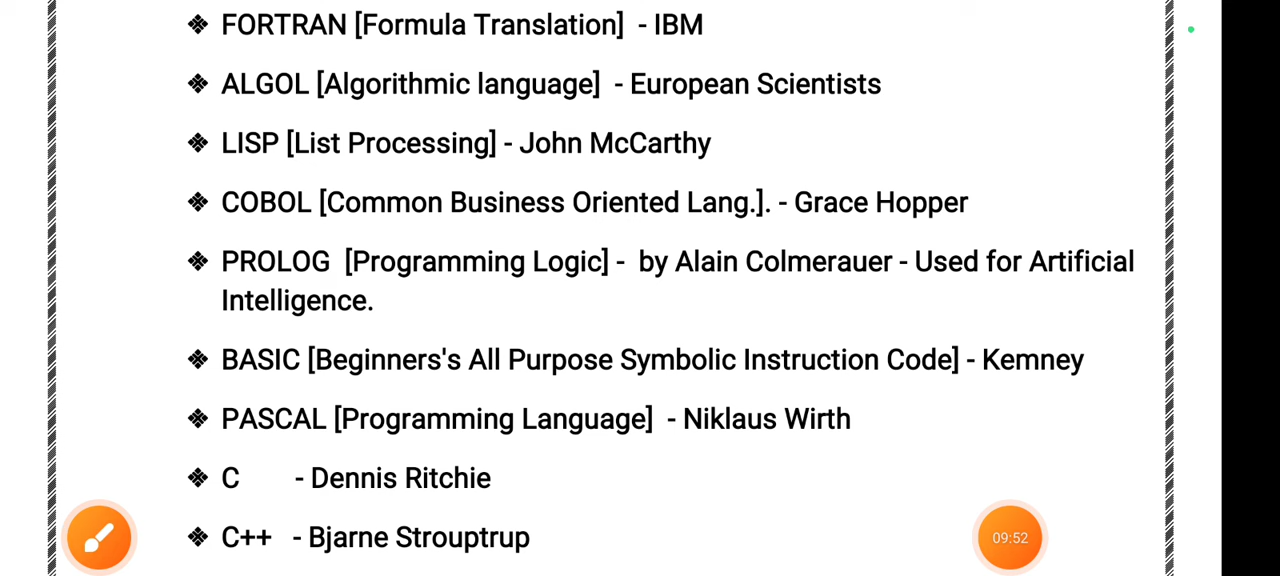 ❖ FORTRAN [Formula Translation] - IBM
❖ ALGOL [Algorithmic language] - European Scientists
❖ LISP [List Processing] - John McCarthy
❖ COBOL [Common Business Oriented Lang.]. - Grace Hopper
❖ PROLOG [Programming Logic] - by Alain Colmerauer - Used for Artificial
Intelligence.
❖ BASIC [Beginners's All Purpose Symbolic Instruction Code] - Kemney
❖ PASCAL [Programming Language] - Niklaus Wirth
❖ C - Dennis Ritchie
❖ C++ - Bjarne Strouptrup
09:52